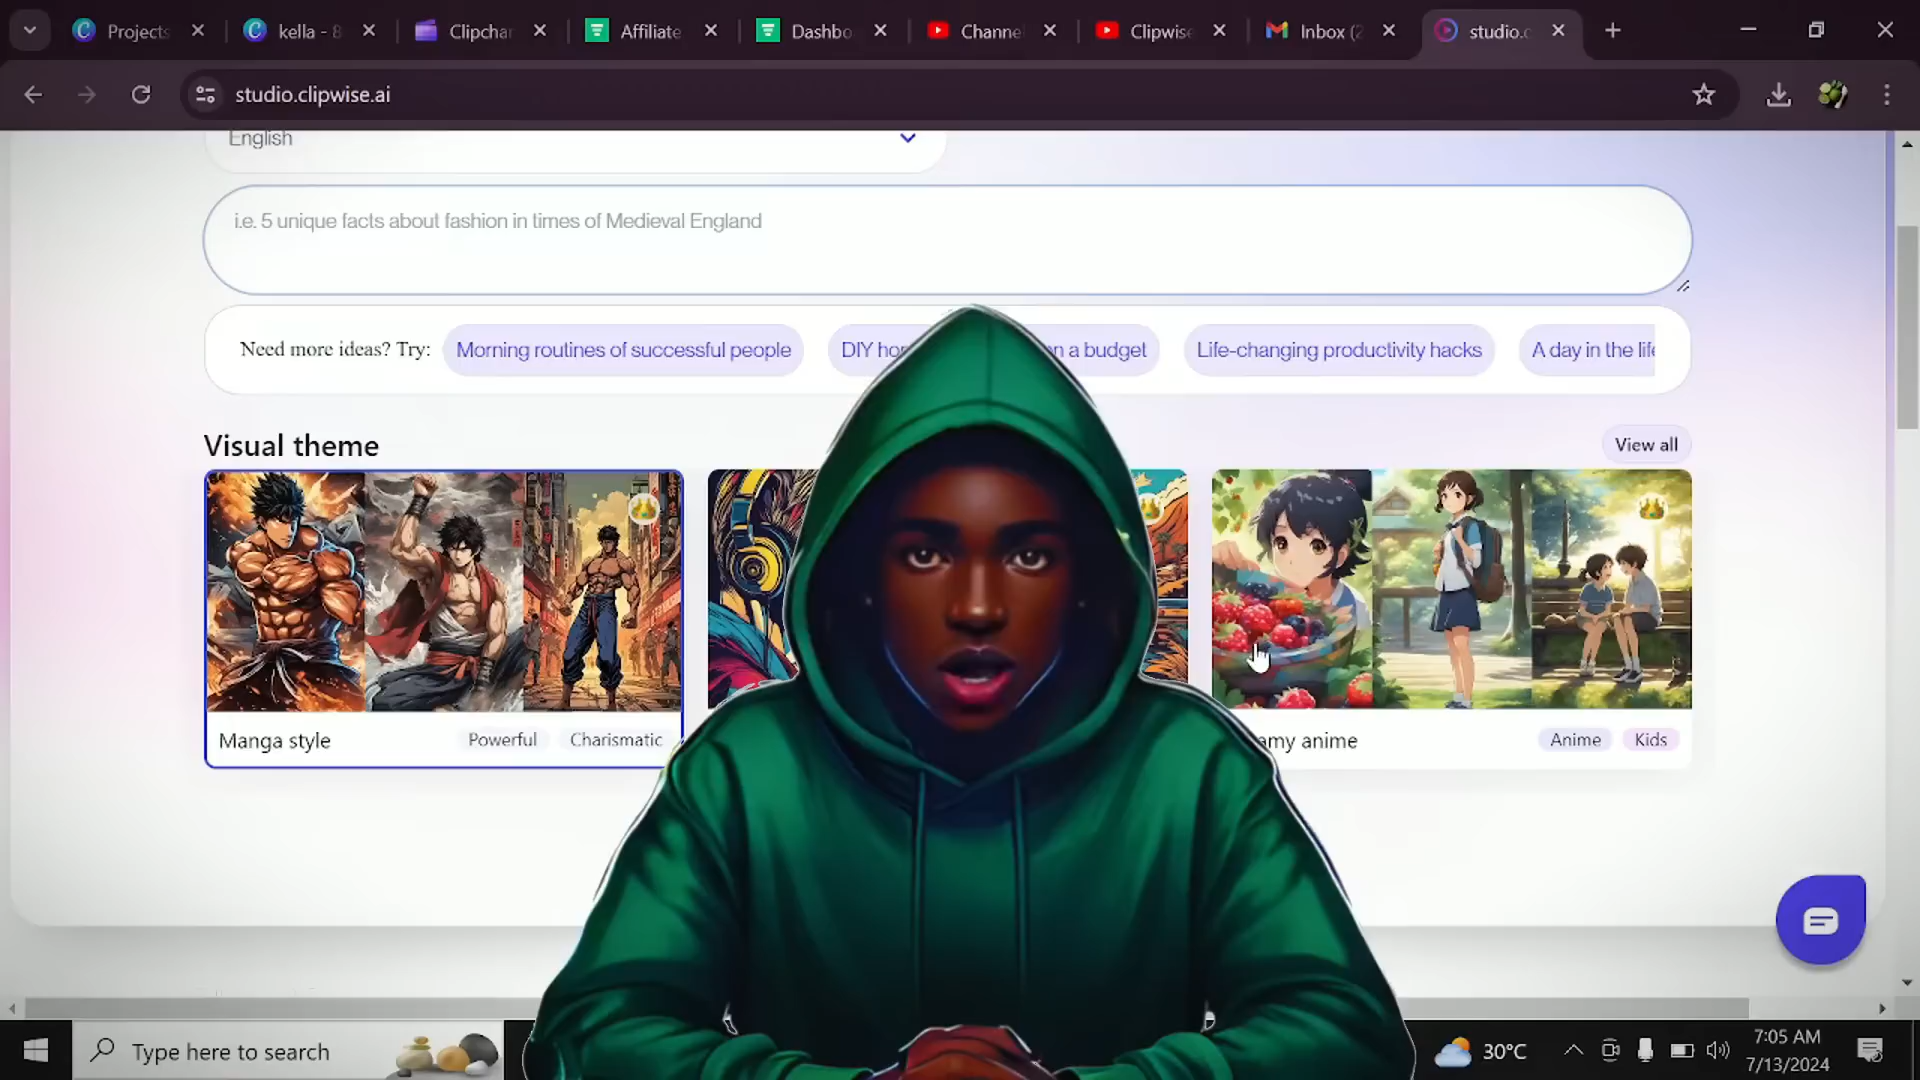 Projects
kella - 8
Clipchar
Affiliate
Dashbo
Channe
Clipwise
Inbox (2
studio.c
studio.clipwise.ai
English
i.e. 5 unique facts about fashion in times of Medieval England
Need more ideas? Try:
Morning routines of successful people
DIY ho
n a budget
Life-changing productivity hacks
A day in the life
Visual theme
View all
Manga style
Powerful
Charismatic
amy anime
Anime
Kids
Type here to search
30°C
7:05 AM
7/13/2024